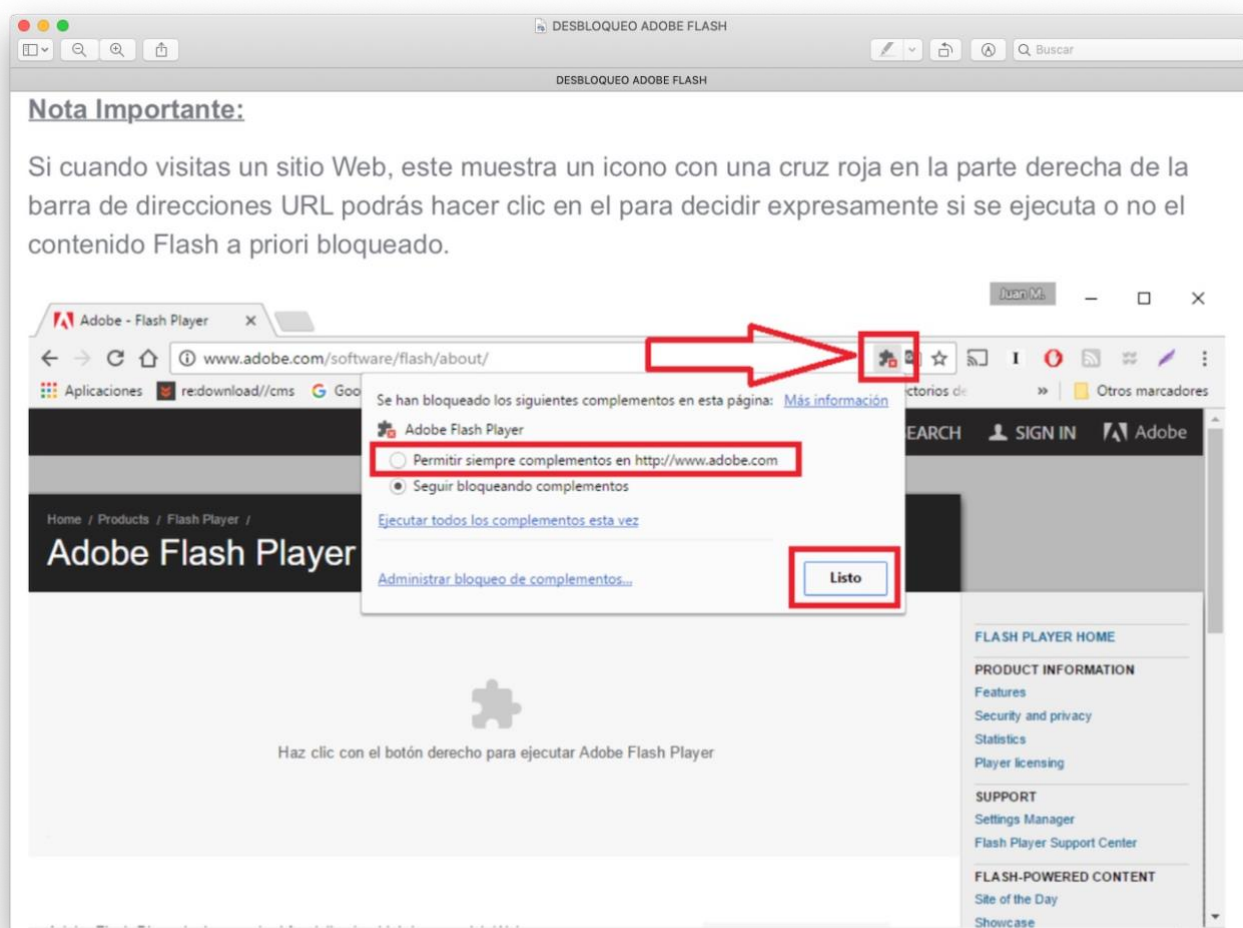 DESBLOQUEO ADOBE FLASH
Buscar
DESBLOQUEO ADOBE FLASH
Nota Importante:
Si cuando visitas un sitio Web, este muestra un icono con una cruz roja en la parte derecha de la
barra de direcciones URL podrás hacer clic en el para decidir expresamente si se ejecuta o no el
contenido Flash a priori bloqueado.
Juan M.
Adobe - Flash Player
www.adobe.com/software/flash/about/
Aplicaciones re:download//cms Goo ctorios de » Otros marcadores
Se han bloqueado los siguientes complementos en esta página: Más información
Adobe Flash Player
EARCH SIGN IN Adobe
Permitir siempre complementos en http://www.adobe.com
Seguir bloqueando complementos
Ejecutar todos los complementos esta vez
Home / Products / Flash Player /
Adobe Flash Player
Administrar bloqueo de complementos...
Listo
Haz clic con el botón derecho para ejecutar Adobe Flash Player
FLASH PLAYER HOME
PRODUCT INFORMATION
Features
Security and privacy
Statistics
Player licensing
SUPPORT
Settings Manager
Flash Player Support Center
FLASH-POWERED CONTENT
Site of the Day
Showcase